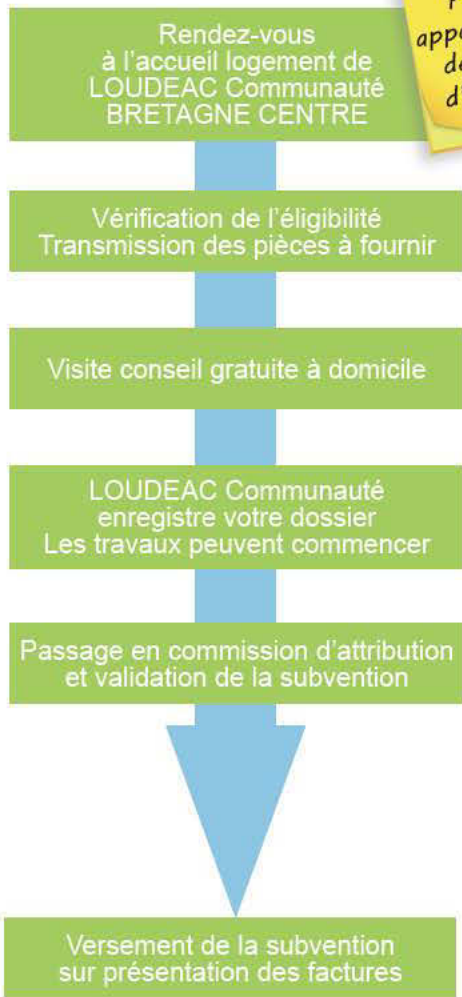 Rendez-vous
à l'accueil logement de
LOUDEAC Communauté
BRETAGNE CENTRE
Vérification de l'éligibilité
Transmission des pièces à fournir
Visite conseil gratuite à domicile
LOUDEAC Communauté
enregistre votre dossier
Les travaux peuvent commencer
Passage en commission d'attribution
et validation de la subvention
Versement de la subvention
sur présentation des factures